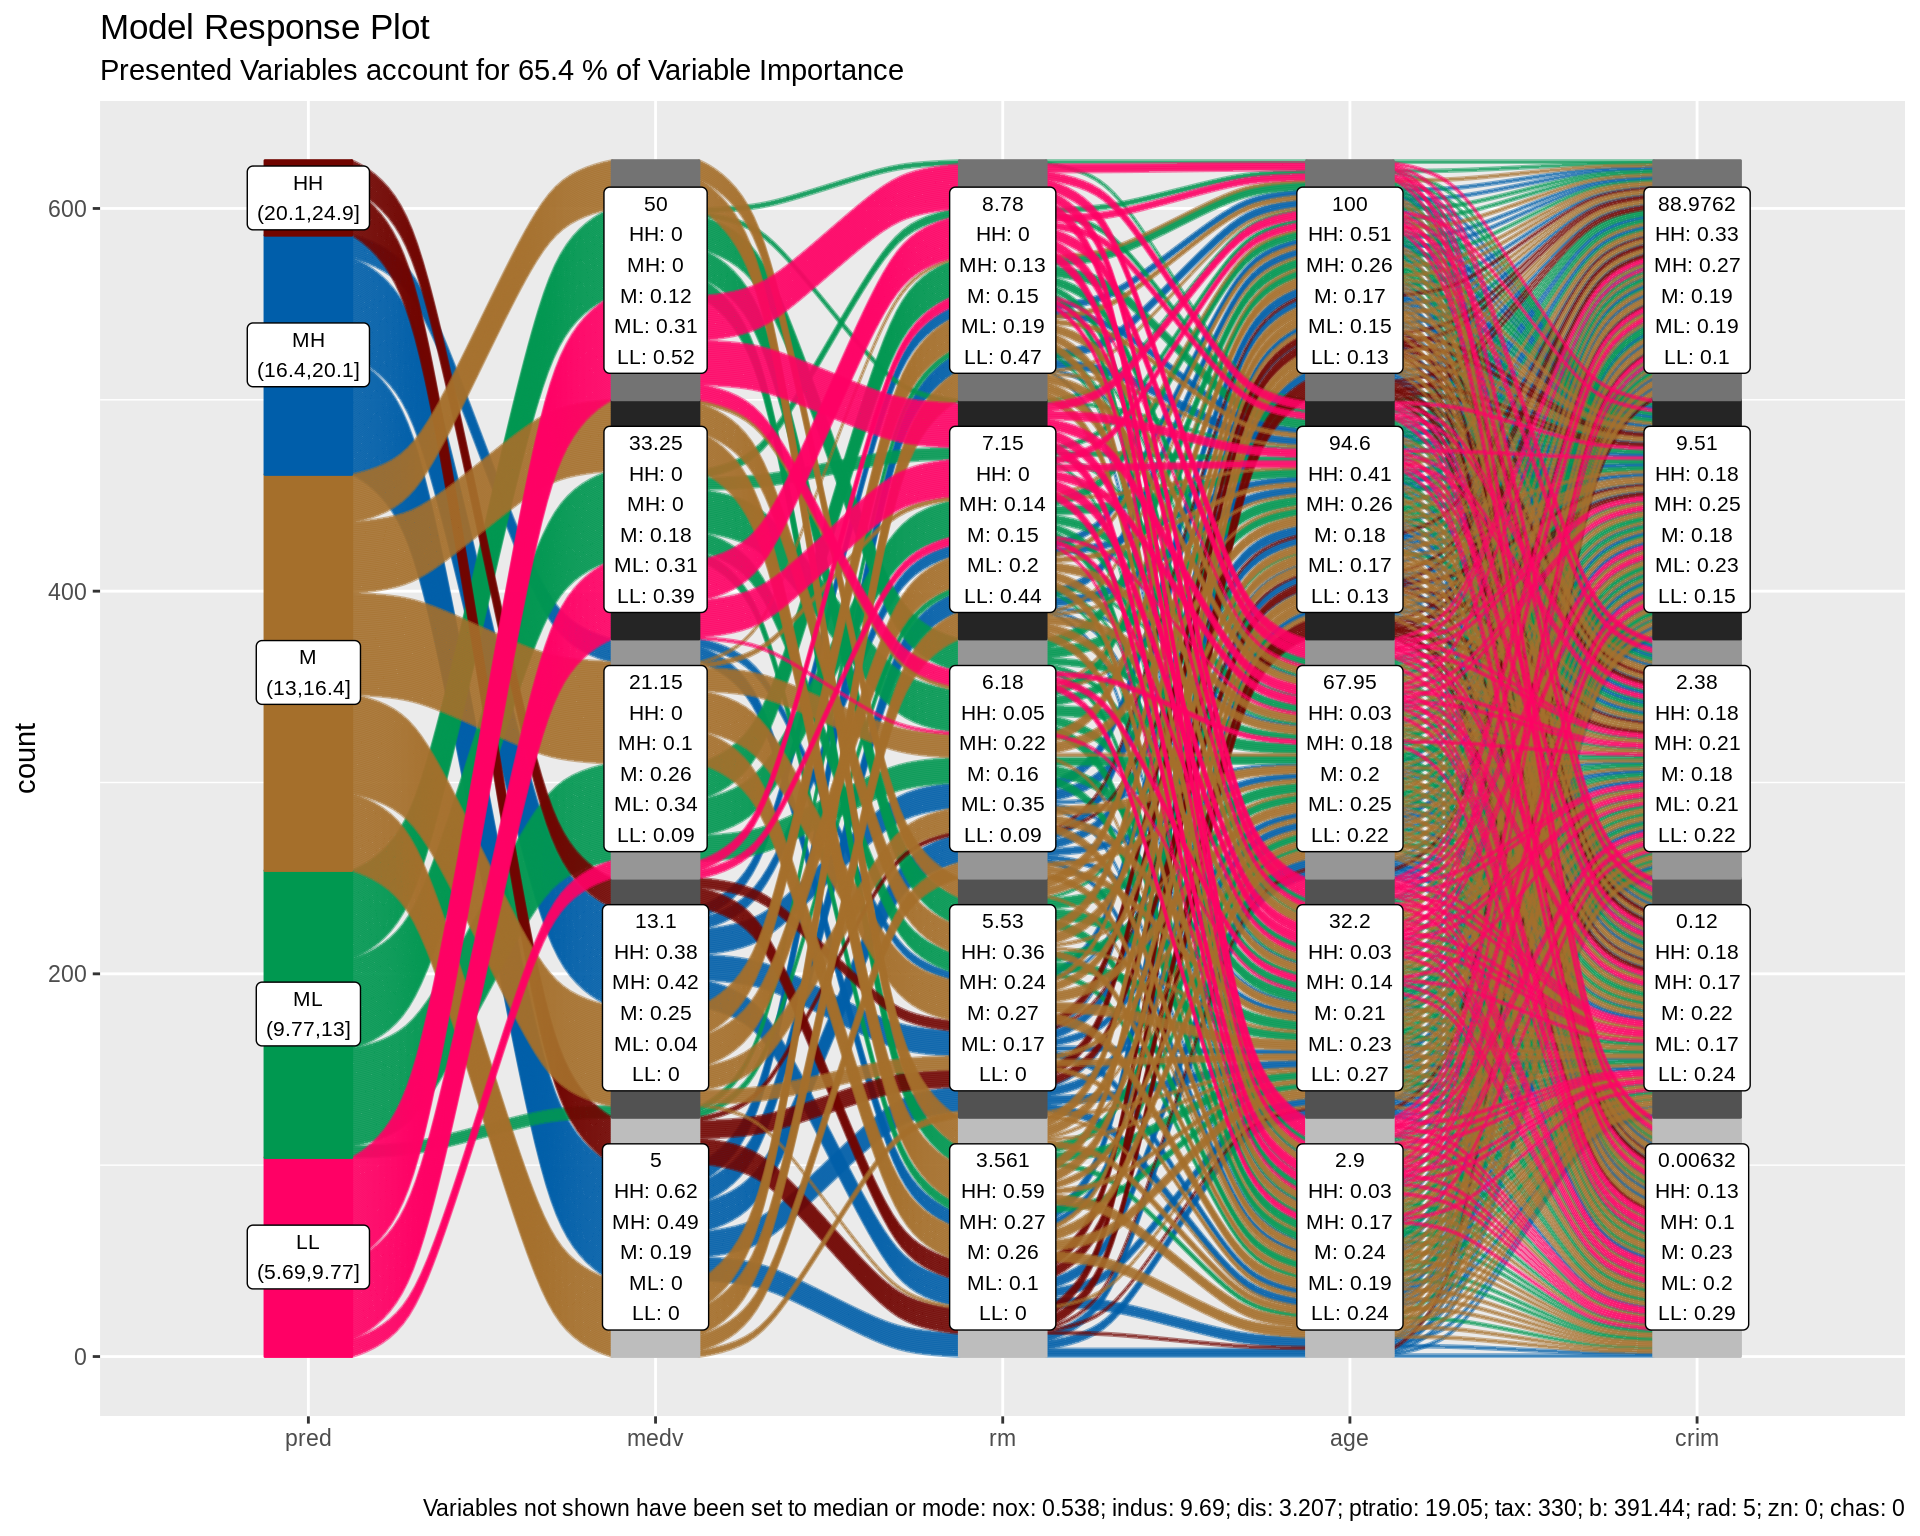 Model Response Plot
Presented Variables account for 65.4 % of Variable Importance
count
600
400
200
0
HH
(20.1,24.9]
MH
(16.4,20.1]
M
(13,16.4]
ML
(9.77,13]
LL
(5.69,9.77]
50
HH: 0
MH: 0
M: 0.12
ML: 0.31
LL: 0.52
33.25
HH: 0
MH: 0
M: 0.18
ML: 0.31
LL: 0.39
21.15
HH: 0
MH: 0.1
M: 0.26
ML: 0.34
LL: 0.09
13.1
HH: 0.38
MH: 0.42
M: 0.25
ML: 0.04
LL: 0
5
HH: 0.62
MH: 0.49
M: 0.19
ML: 0
LL: 0
8.78
HH: 0
MH: 0.13
M: 0.15
ML: 0.19
LL: 0.47
7.15
HH: 0
MH: 0.14
M: 0.15
ML: 0.2
LL: 0.44
6.18
HH: 0.05
MH: 0.22
M: 0.16
ML: 0.35
LL: 0.09
5.53
HH: 0.36
MH: 0.24
M: 0.27
ML: 0.17
LL: 0
3.561
HH: 0.59
MH: 0.27
M: 0.26
ML: 0.1
LL: 0
100
HH: 0.51
MH: 0.26
M: 0.17
ML: 0.15
LL: 0.13
94.6
HH: 0.41
MH: 0.26
M: 0.18
ML: 0.17
LL: 0.13
67.95
HH: 0.03
MH: 0.18
M: 0.2
ML: 0.25
LL: 0.22
32.2
HH: 0.03
MH: 0.14
M: 0.21
ML: 0.23
LL: 0.27
2.9
HH: 0.03
MH: 0.17
M: 0.24
ML: 0.19
LL: 0.24
88.9762
HH: 0.33
MH: 0.27
M: 0.19
ML: 0.19
LL: 0.1
9.51
HH: 0.18
MH: 0.25
M: 0.18
ML: 0.23
LL: 0.15
2.38
HH: 0.18
MH: 0.21
M: 0.18
ML: 0.21
LL: 0.22
0.12
HH: 0.18
MH: 0.17
M: 0.22
ML: 0.17
LL: 0.24
0.00632
HH: 0.13
MH: 0.1
M: 0.23
ML: 0.2
LL: 0.29
pred
medv
rm
age
crim
Variables not shown have been set to median or mode: nox: 0.538; indus: 9.69; dis: 3.207; ptratio: 19.05; tax: 330; b: 391.44; rad: 5; zn: 0; chas: 0